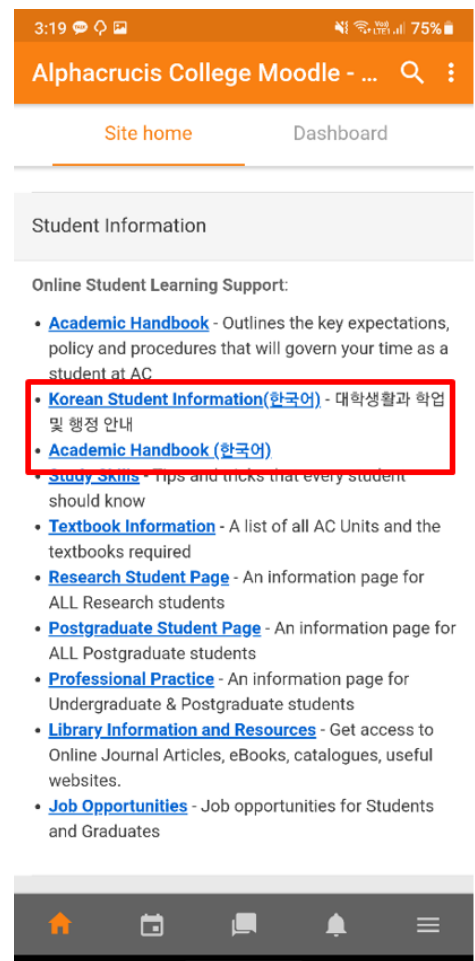 3:19 75%
Alphacrucis College Moodle - ...
Site home Dashboard
Student Information
Online Student Learning Support:
• Academic Handbook - Outlines the key expectations,
policy and procedures that will govern your time as a
student at AC
• Korean Student Information(한국어) - 대학생활과 학업
및 행정 안내
• Academic Handbook (한국어)
• Study Skills - Tips and tricks that every student
should know
• Textbook Information - A list of all AC Units and the
textbooks required
• Research Student Page - An information page for
ALL Research students
• Postgraduate Student Page - An information page for
ALL Postgraduate students
• Professional Practice - An information page for
Undergraduate & Postgraduate students
• Library Information and Resources - Get access to
Online Journal Articles, eBooks, catalogues, useful
websites.
• Job Opportunities - Job opportunities for Students
and Graduates